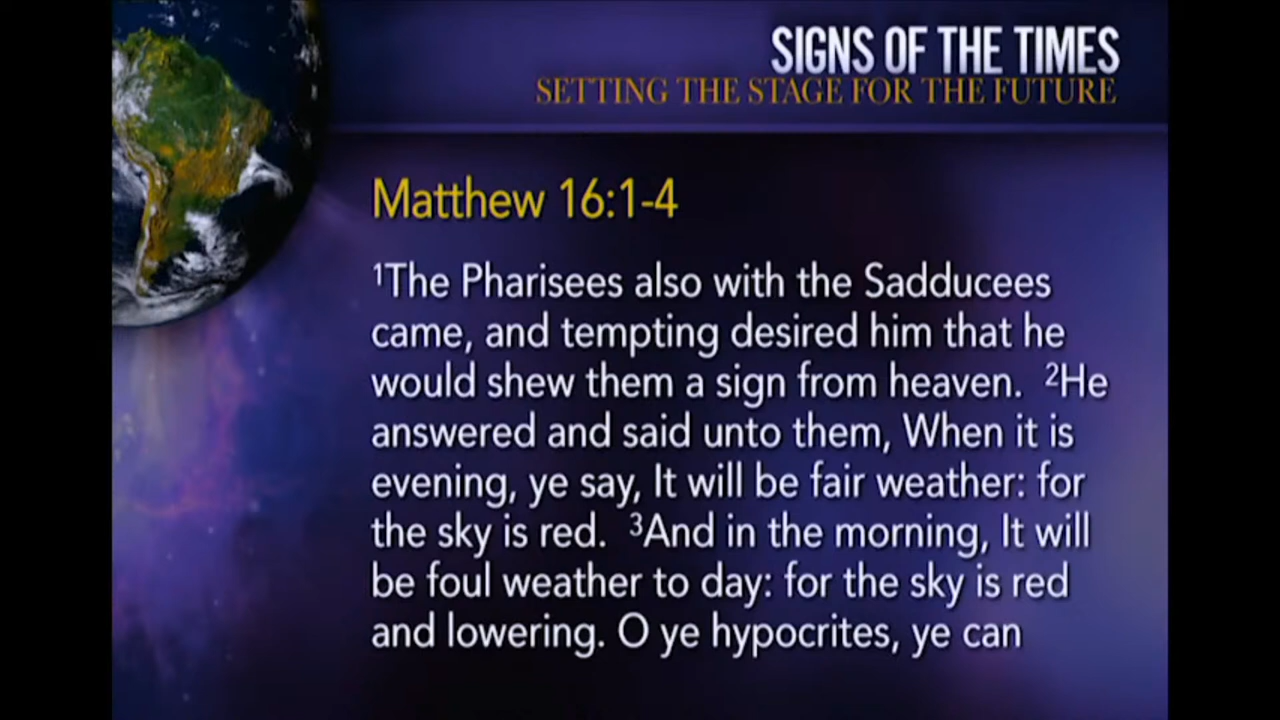 SIGNS OF THE TIMES
SETTING THE STAGE FOR THE FUTURE
Matthew 16:1-4
¹The Pharisees also with the Sadducees
came, and tempting desired him that he
would shew them a sign from heaven. ²He
answered and said unto them, When it is
evening, ye say, It will be fair weather: for
the sky is red. ³And in the morning, It will
be foul weather to day: for the sky is red
and lowering. O ye hypocrites, ye can